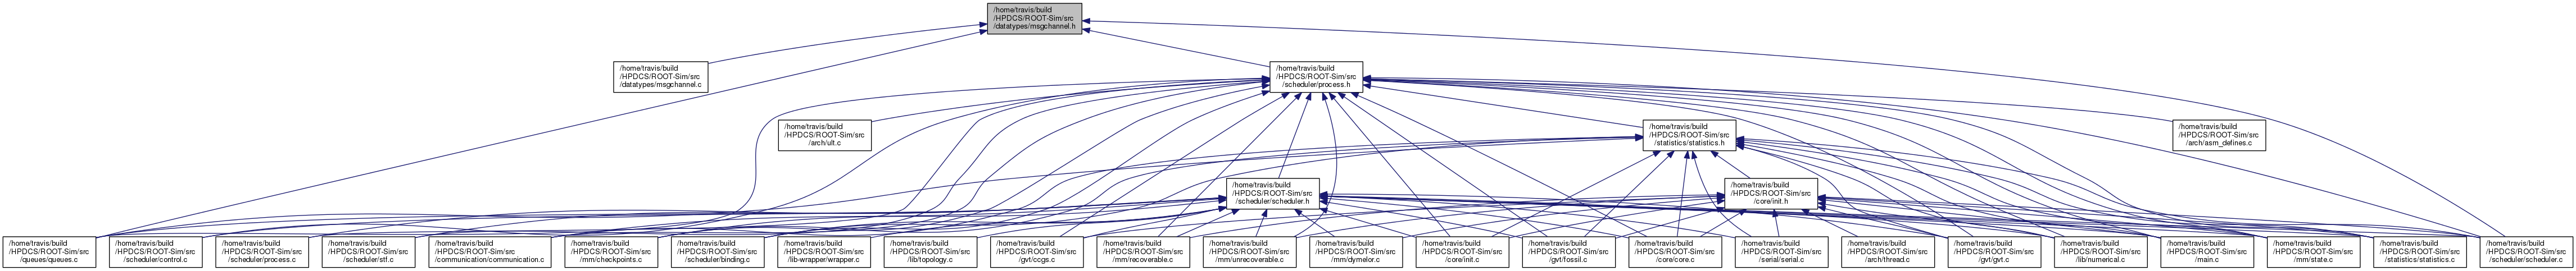 /home/travis/build
/HPDCS/ROOT-Sim/src
/datatypes/msgchannel.h
/home/travis/build
/HPDCS/ROOT-Sim/src
/datatypes/msgchannel.c
/home/travis/build
/HPDCS/ROOT-Sim/src
/scheduler/process.h
/home/travis/build
/HPDCS/ROOT-Sim/src
/arch/ult.c
/home/travis/build
/HPDCS/ROOT-Sim/src
/statistics/statistics.h
/home/travis/build
/HPDCS/ROOT-Sim/src
/arch/asm_defines.c
/home/travis/build
/HPDCS/ROOT-Sim/src
/scheduler/scheduler.h
/home/travis/build
/HPDCS/ROOT-Sim/src
/core/init.h
/home/travis/build
/HPDCS/ROOT-Sim/src
/queues/queues.c
/home/travis/build
/HPDCS/ROOT-Sim/src
/scheduler/control.c
/home/travis/build
/HPDCS/ROOT-Sim/src
/scheduler/process.c
/home/travis/build
/HPDCS/ROOT-Sim/src
/scheduler/stf.c
/home/travis/build
/HPDCS/ROOT-Sim/src
/communication/communication.c
/home/travis/build
/HPDCS/ROOT-Sim/src
/mm/checkpoints.c
/home/travis/build
/HPDCS/ROOT-Sim/src
/scheduler/binding.c
/home/travis/build
/HPDCS/ROOT-Sim/src
/lib-wrapper/wrapper.c
/home/travis/build
/HPDCS/ROOT-Sim/src
/lib/topology.c
/home/travis/build
/HPDCS/ROOT-Sim/src
/gvt/ccgs.c
/home/travis/build
/HPDCS/ROOT-Sim/src
/mm/recoverable.c
/home/travis/build
/HPDCS/ROOT-Sim/src
/mm/unrecoverable.c
/home/travis/build
/HPDCS/ROOT-Sim/src
/mm/dymelor.c
/home/travis/build
/HPDCS/ROOT-Sim/src
/core/init.c
/home/travis/build
/HPDCS/ROOT-Sim/src
/gvt/fossil.c
/home/travis/build
/HPDCS/ROOT-Sim/src
/core/core.c
/home/travis/build
/HPDCS/ROOT-Sim/src
/serial/serial.c
/home/travis/build
/HPDCS/ROOT-Sim/src
/arch/thread.c
/home/travis/build
/HPDCS/ROOT-Sim/src
/gvt/gvt.c
/home/travis/build
/HPDCS/ROOT-Sim/src
/lib/numerical.c
/home/travis/build
/HPDCS/ROOT-Sim/src
/main.c
/home/travis/build
/HPDCS/ROOT-Sim/src
/mm/state.c
/home/travis/build
/HPDCS/ROOT-Sim/src
/statistics/statistics.c
/home/travis/build
/HPDCS/ROOT-Sim/src
/scheduler/scheduler.c